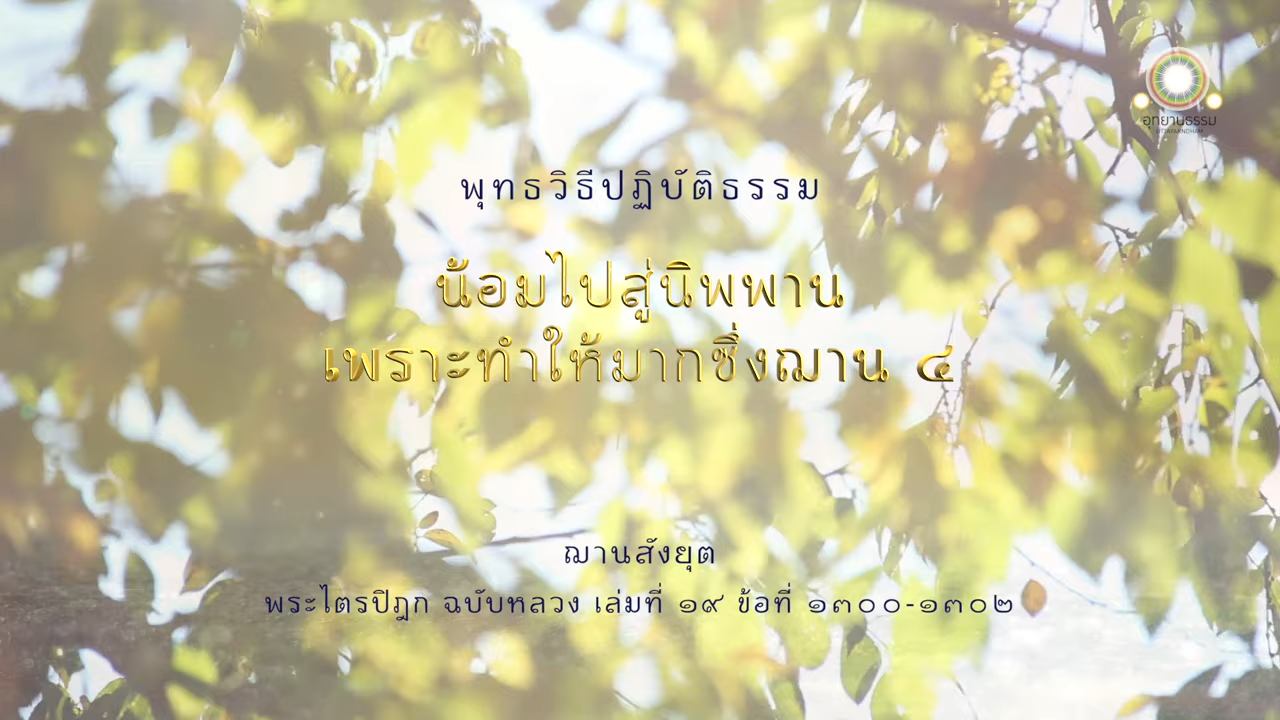 อุทยานธรรม
UTTAYARNDHAM
พุทธวิธีปฏิบัติธรรม
น้อมไปสู่นิพพาน
เพราะทำให้มากซึ่งฌาน ๔
ฌานสังยุต
พระไตรปิฎก ฉบับหลวง เล่มที่ ๑๙ ข้อที่ ๑๓๐๐-๑๓๐๒